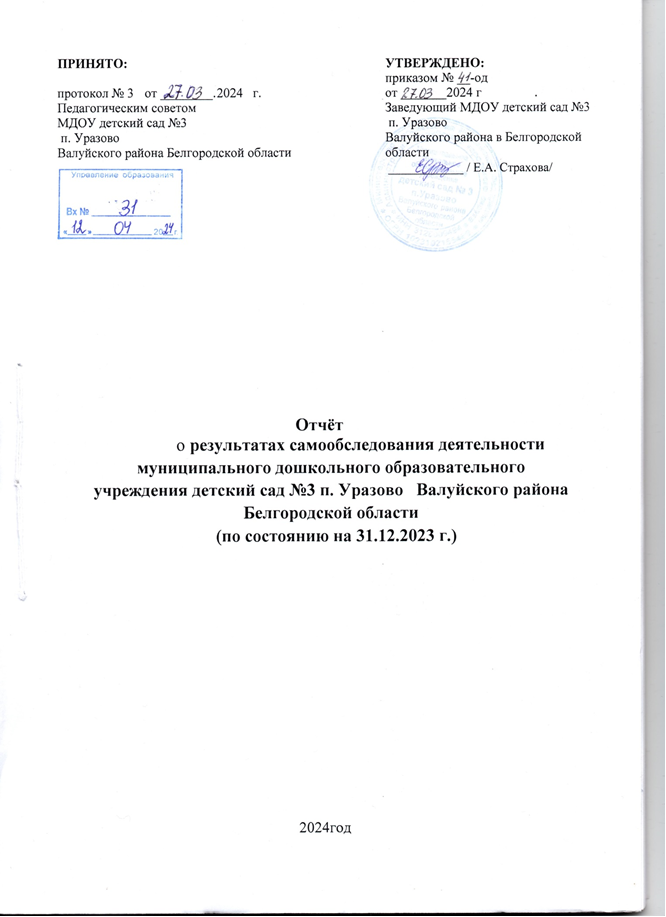 ПРИНЯТО:
протокол № 3 от 27.03.2024 г.
Педагогическим советом
МДОУ детский сад №3
п. Уразово
Валуйского района Белгородской области
Управление образования
Вх № 31
«12» 04 2024 г.
УТВЕРЖДЕНО:
приказом № 41-од
от 27.03 2024 г .
Заведующий МДОУ детский сад №3
п. Уразово
Валуйского района в Белгородской
области
/ Е.А. Страхова/
Отчёт
о результатах самообследования деятельности
муниципального дошкольного образовательного
учреждения детский сад №3 п. Уразово Валуйского района
Белгородской области
(по состоянию на 31.12.2023 г.)
2024год